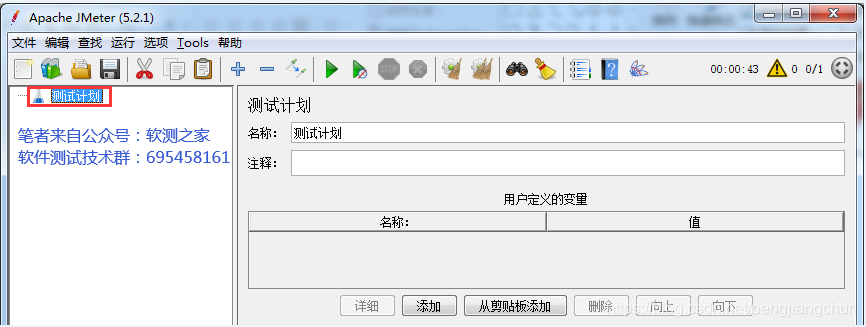 Apache JMeter (5.2.1)
文件 编辑 查找 运行 选项 Tools 帮助
STOP 00:00:43 0 0/1
测试计划
笔者来自公众号：软测之家
软件测试技术群：695458161
测试计划
名称： 测试计划
注释：
用户定义的变量
名称: 值
详细 添加 从剪贴板添加 删除 向上 向下
https://blog.csdn.net/pengjiangchun